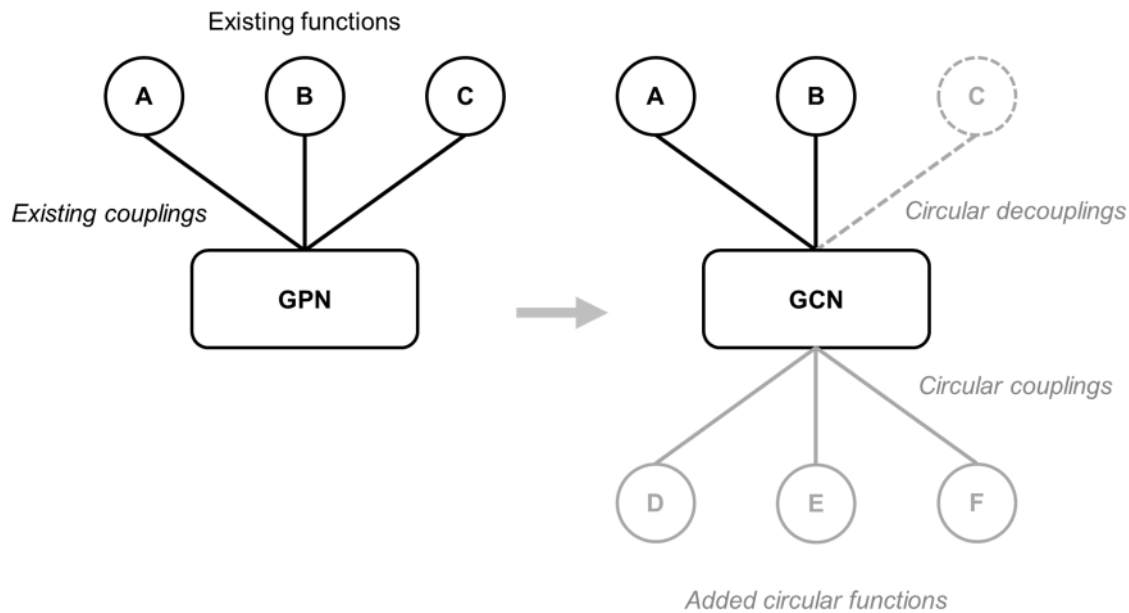 Existing functions
A
B
C
A
B
C
Existing couplings
Circular decouplings
GPN
GCN
Circular couplings
D
E
F
Added circular functions